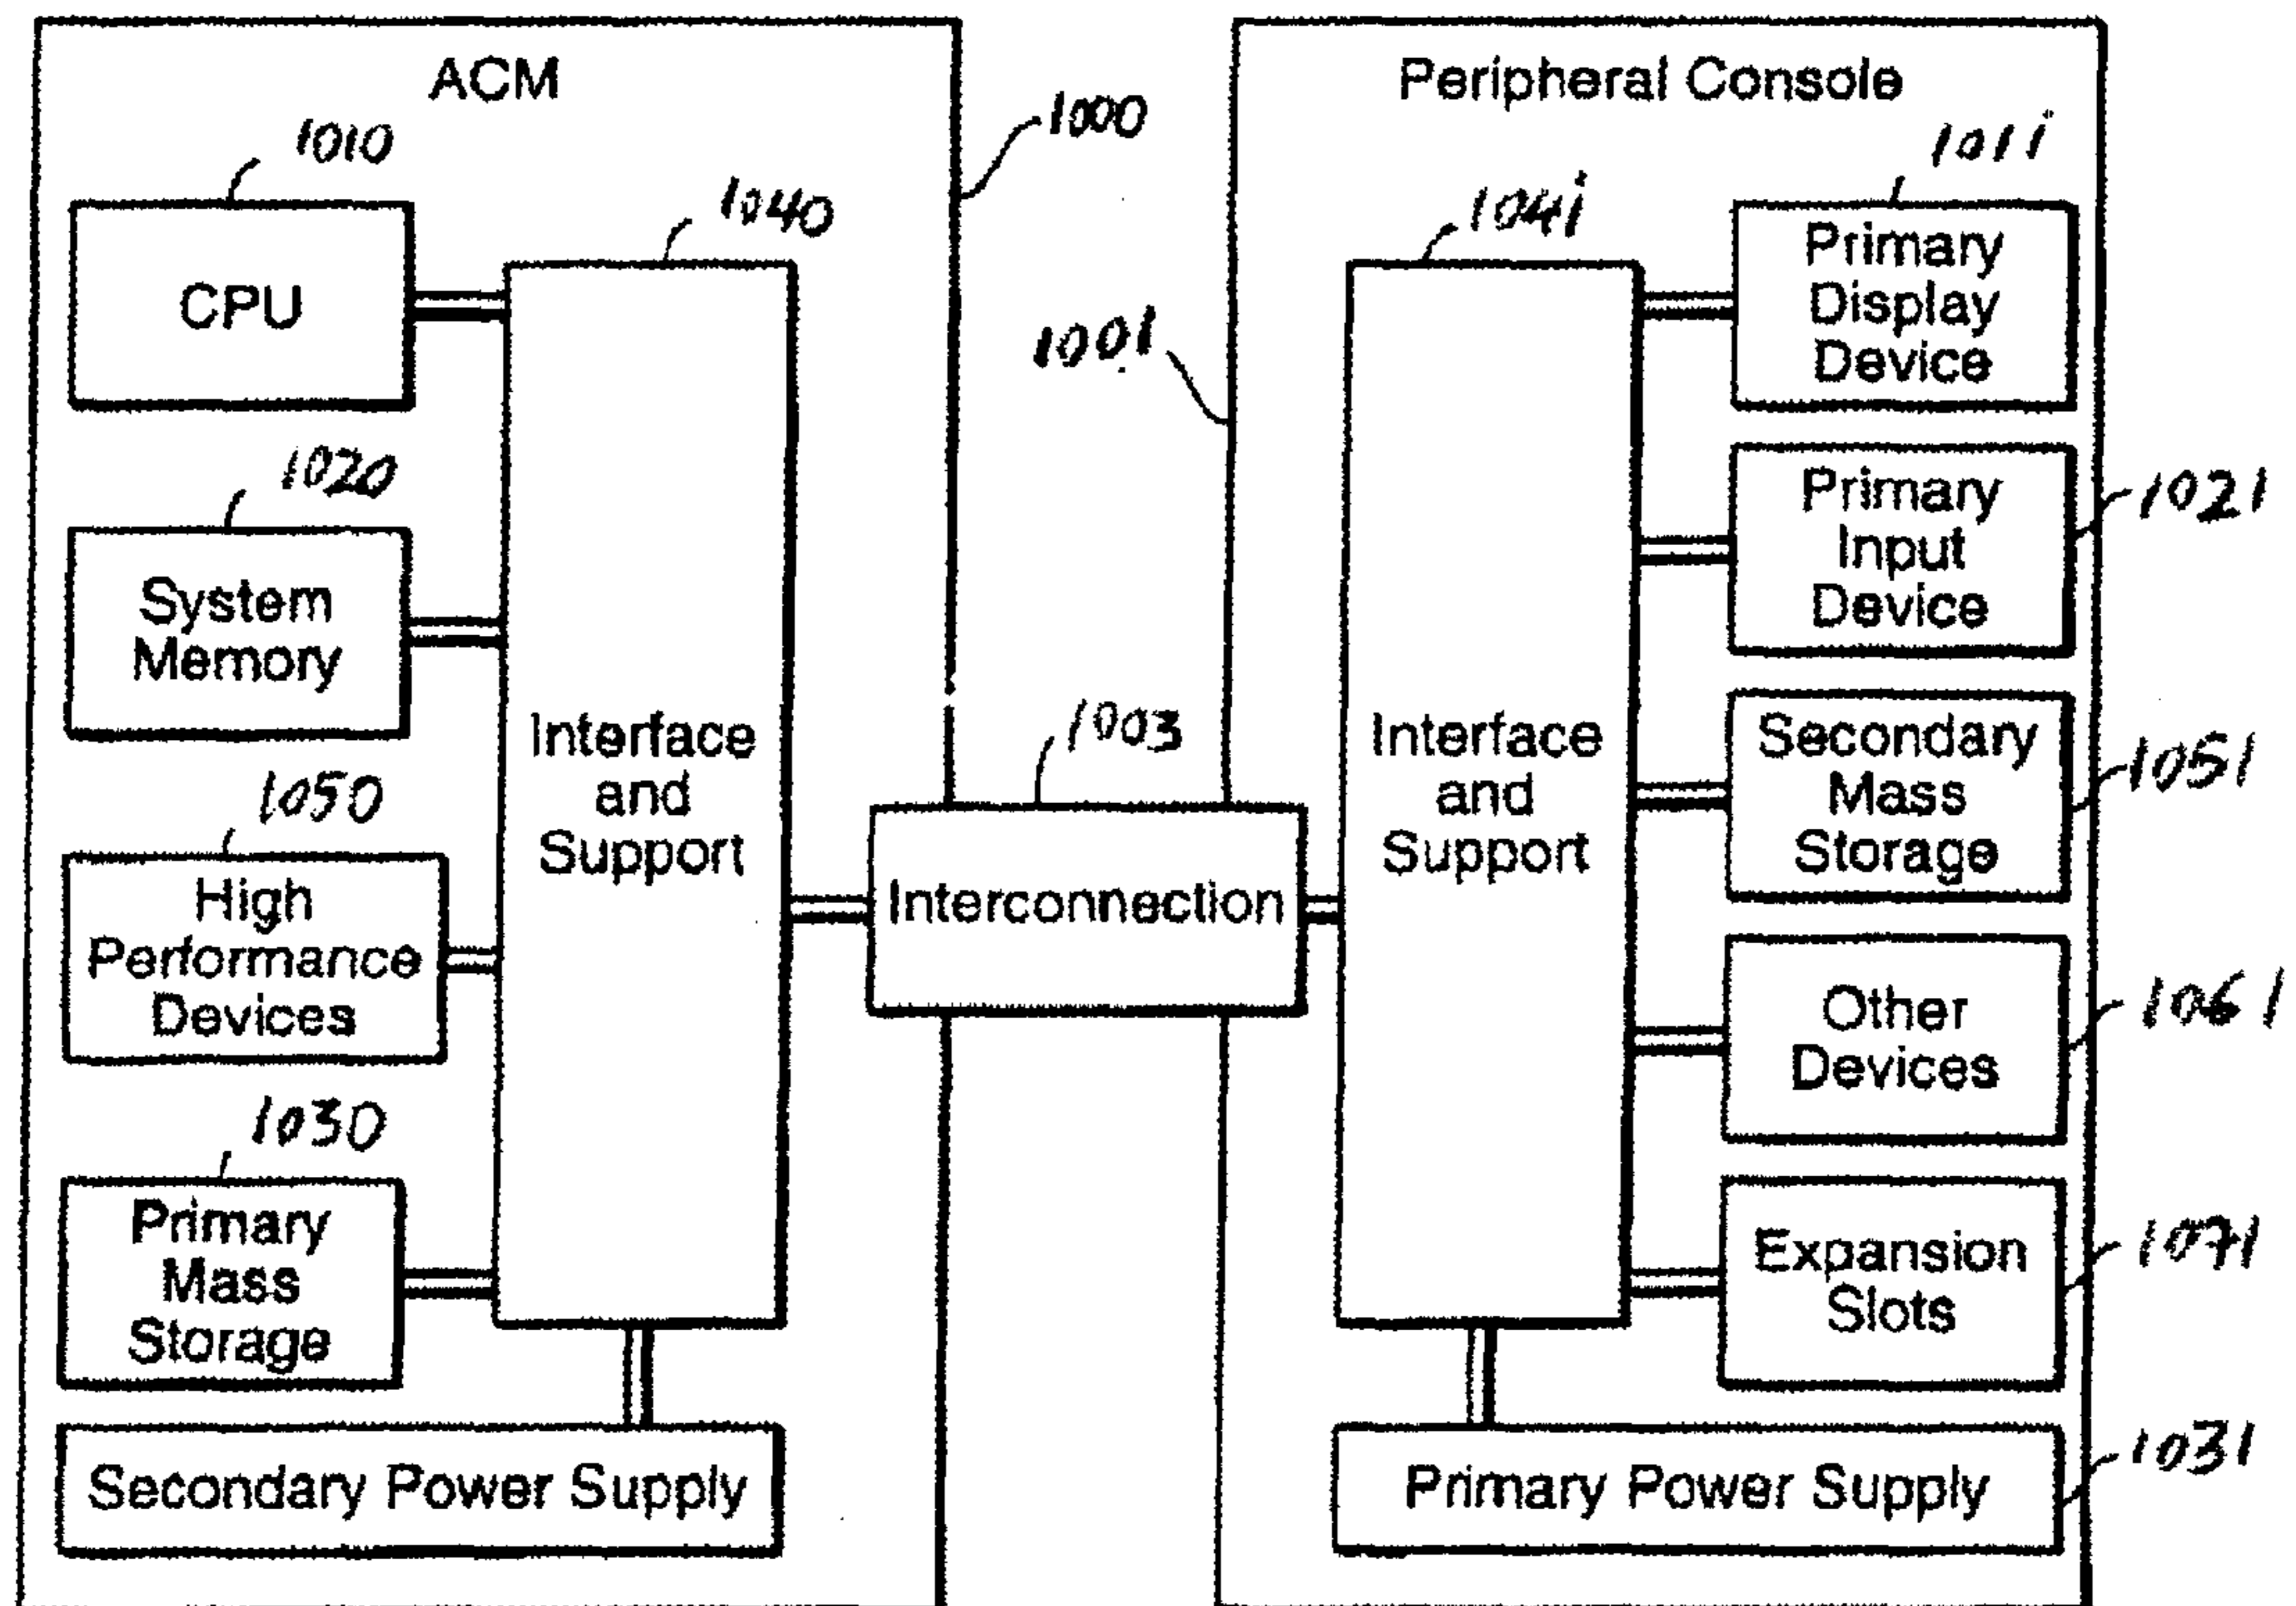 ACM
1000
1010
CPU
1040
1020
System
Memory
1050
High
Performance
Devices
1030
Primary
Mass
Storage
Interface
and
Support
Secondary Power Supply
1003
Interconnection
Peripheral Console
1001
1041
Interface
and
Support
1011
Primary
Display
Device
Primary
Input
Device
1021
Secondary
Mass
Storage
1051
Other
Devices
1061
Expansion
Slots
1071
Primary Power Supply
1031